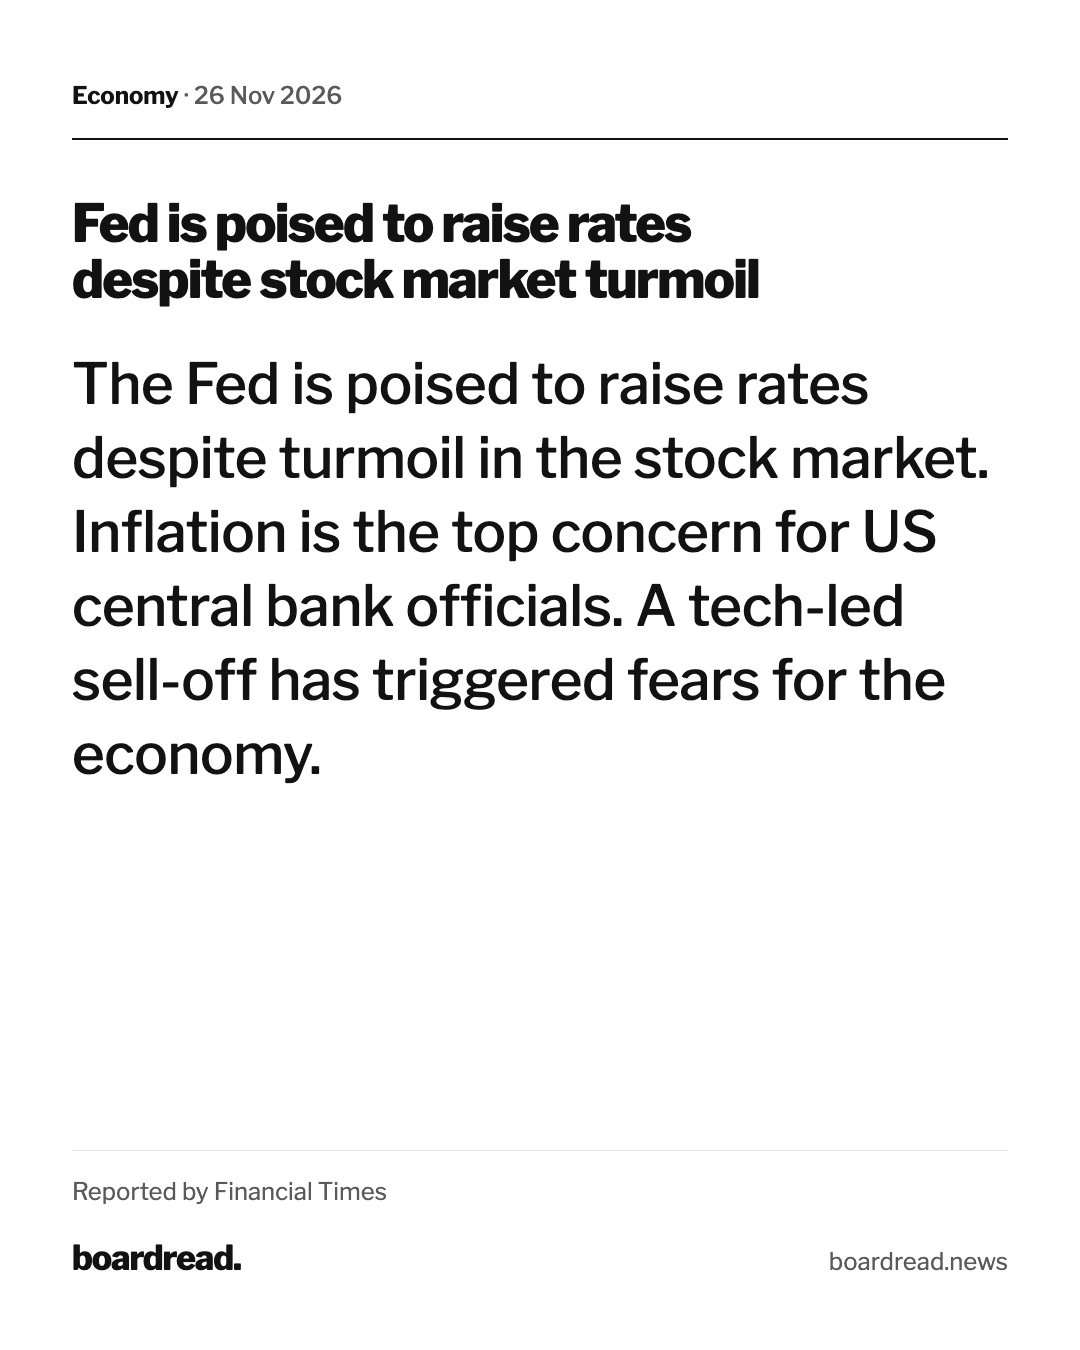 Economy · 26 Nov 2026
Fed is poised to raise rates
despite stock market turmoil
The Fed is poised to raise rates
despite turmoil in the stock market.
Inflation is the top concern for US
central bank officials. A tech-led
sell-off has triggered fears for the
economy.
Reported by Financial Times
boardread.
boardread.news